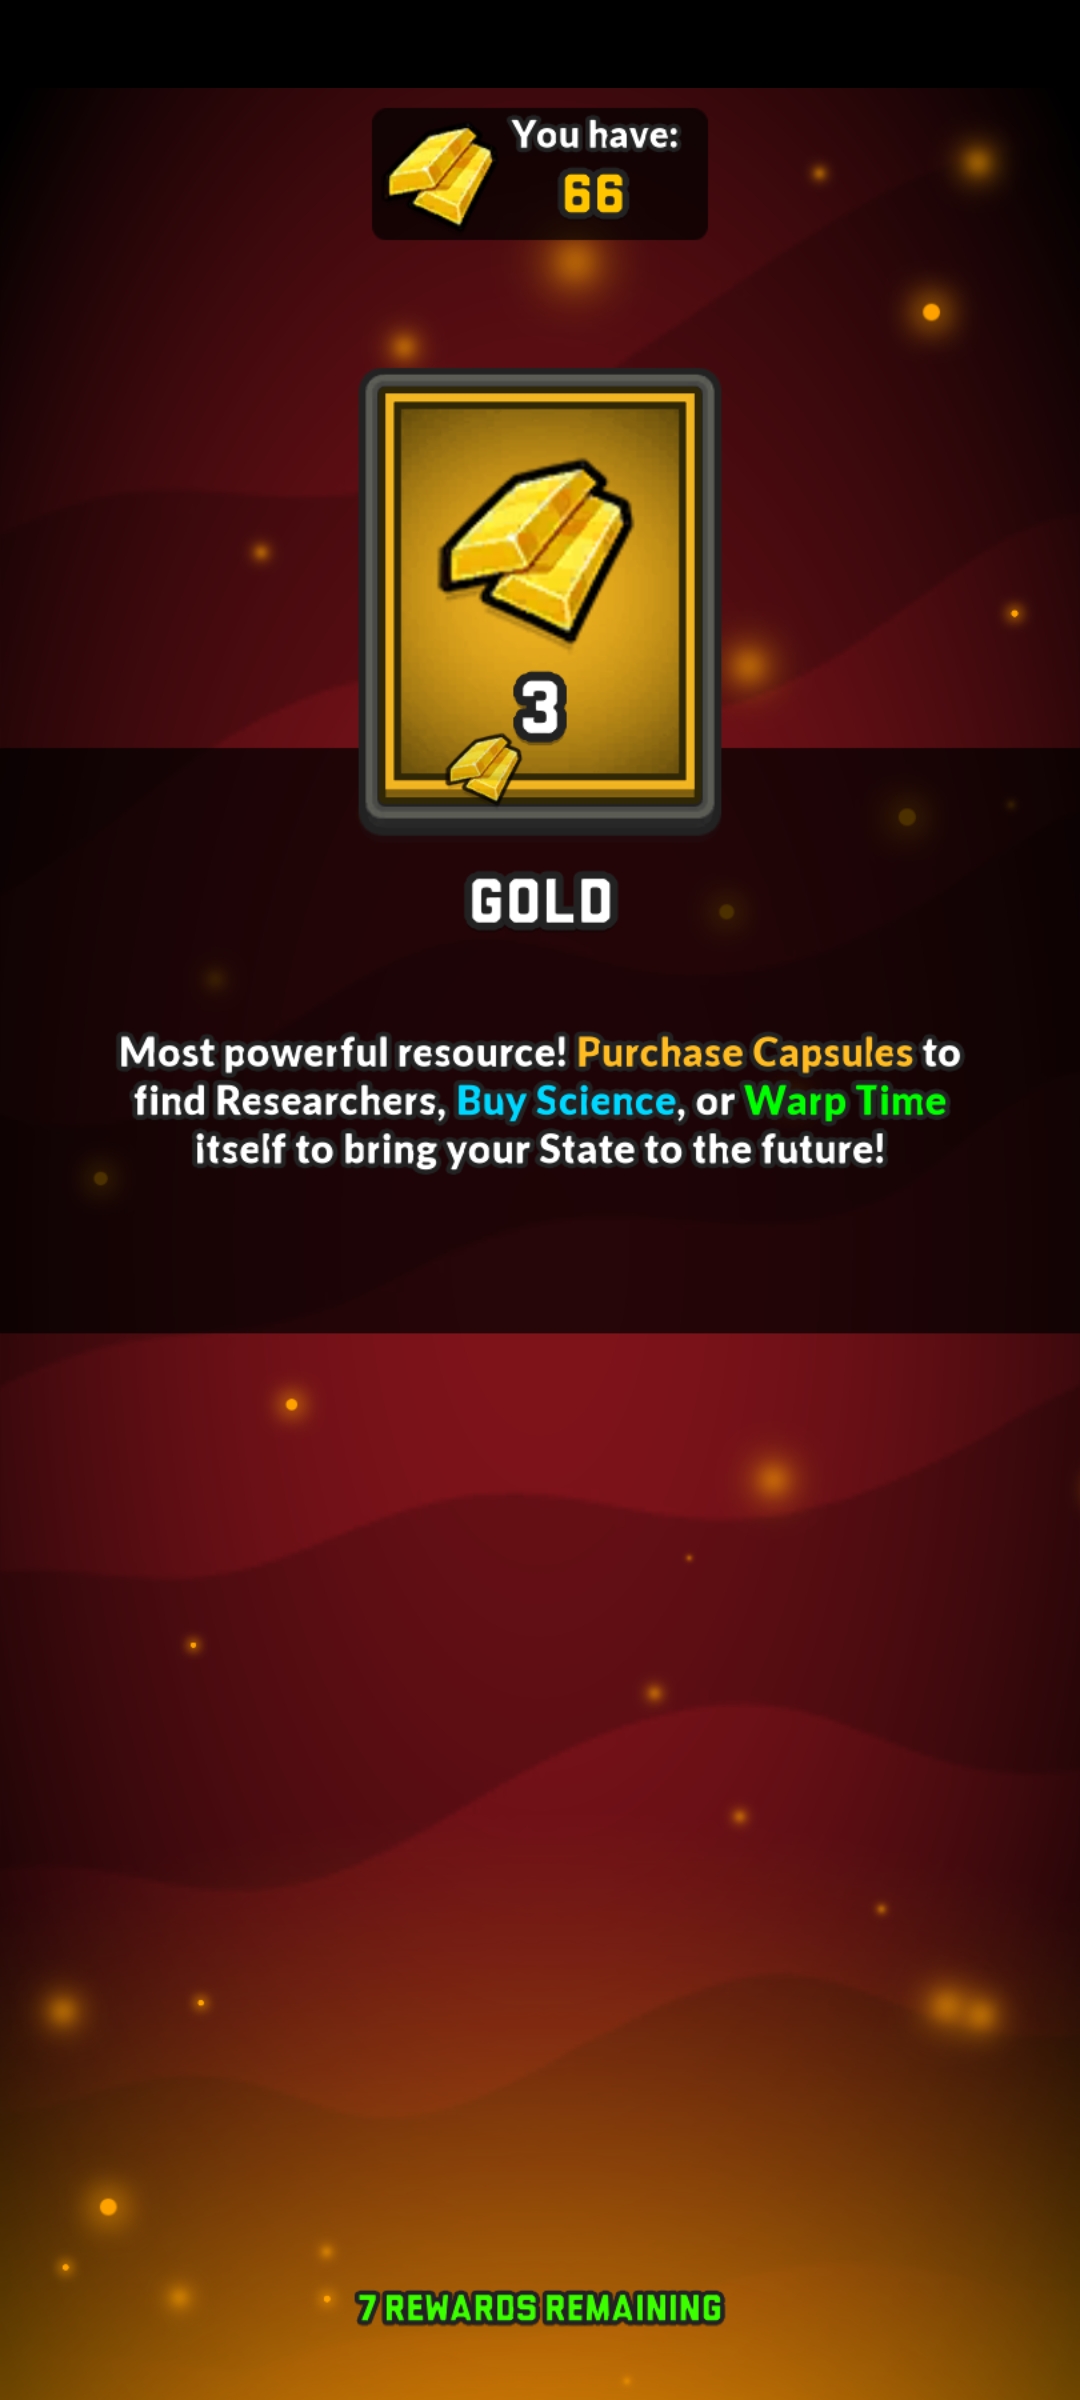 You have:
66
3
GOLD
Most powerful resource! Purchase Capsules to
find Researchers, Buy Science, or Warp Time
itself to bring your State to the future!
7 REWARDS REMAINING